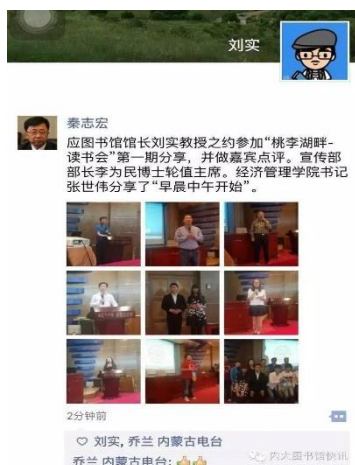 刘实
秦志宏
应图书馆馆长刘实教授之约参加“桃李湖畔-
读书会”第一期分享，并做嘉宾点评。宣传部
部长李为民博士轮值主席。经济管理学院书记
张世伟分享了“早晨中午开始”。
2分钟前
刘实, 乔兰 内蒙古电台
乔兰 内蒙古电台:
内大图书馆快讯